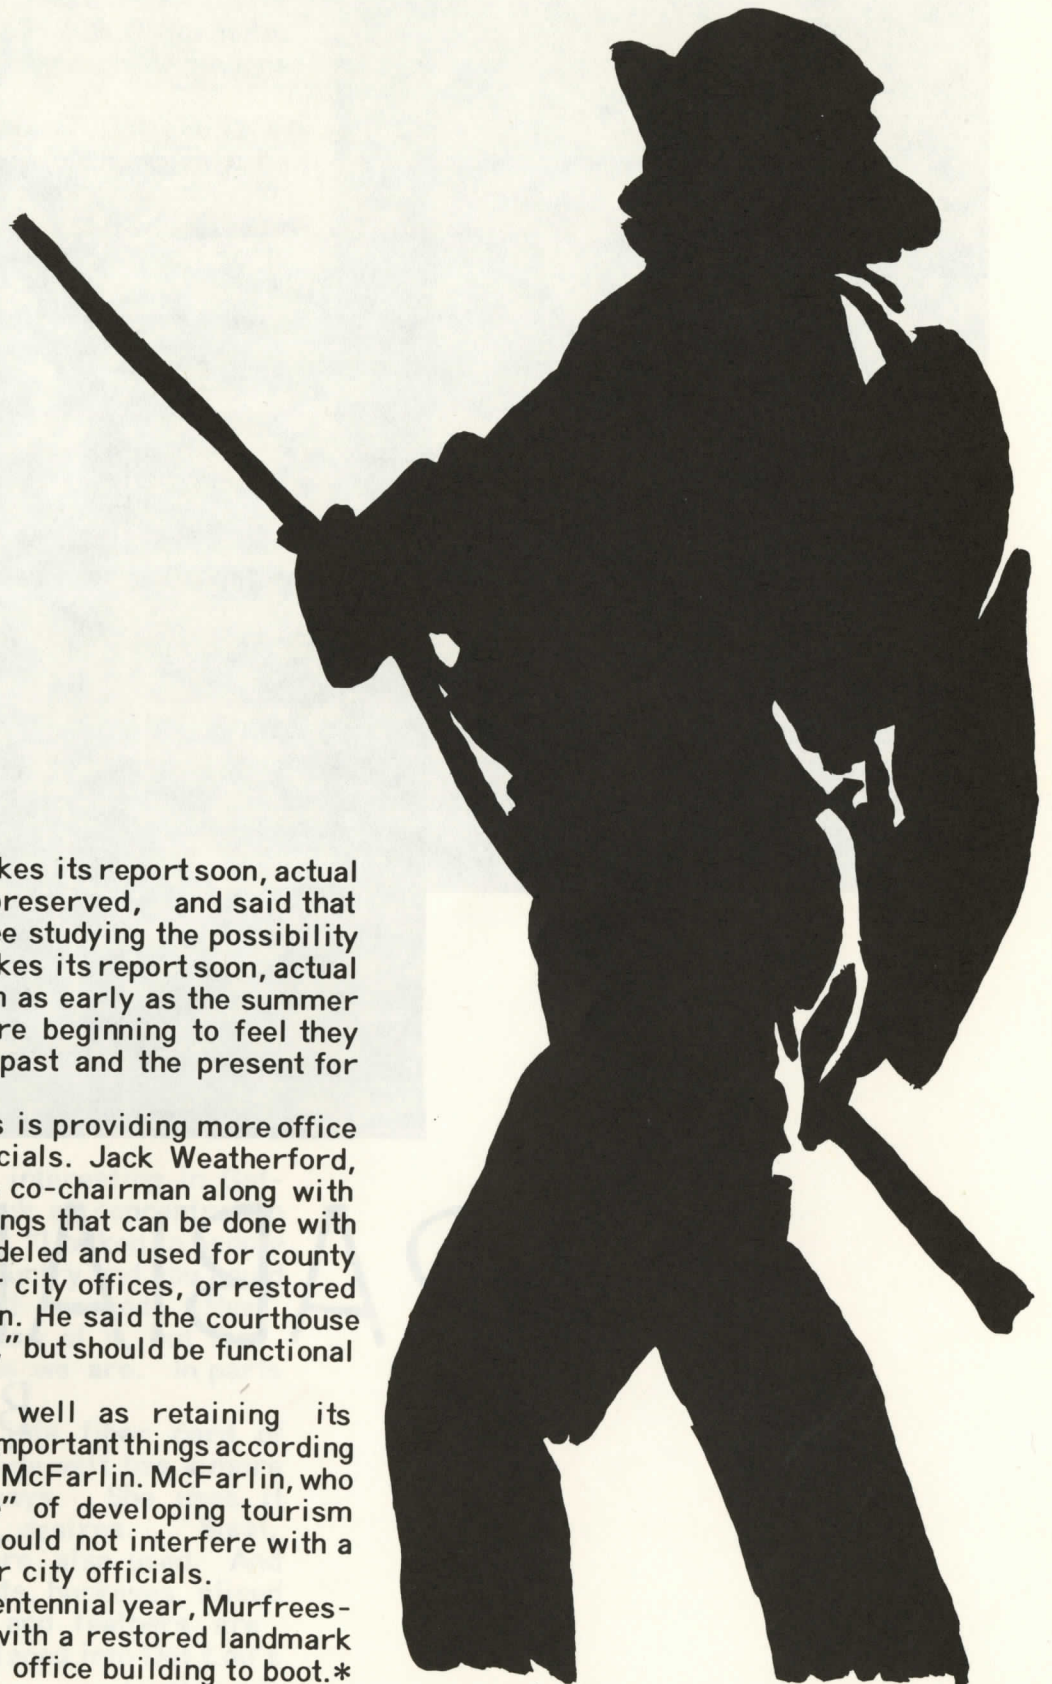 kes its report soon, actual
reserved, and said that
e studying the possibility
kes its report soon, actual
as early as the summer
re beginning to feel they
past and the present for
s is providing more office
cials. Jack Weatherford,
co-chairman along with
ngs that can be done with
deled and used for county
city offices, or restored
n. He said the courthouse
," but should be functional
well as retaining its
mportant things according
McFarlin. McFarlin, who
" of developing tourism
ould not interfere with a
r city officials.
entennial year, Murfrees-
with a restored landmark
office building to boot.*